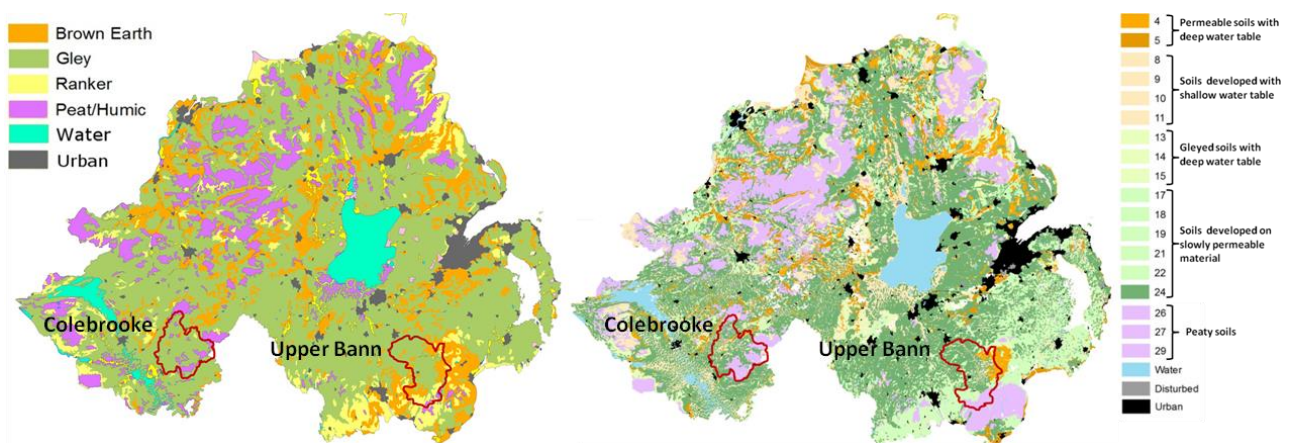 Brown Earth
Gley
Ranker
Peat/Humic
Water
Urban
Colebrooke
Upper Bann
Colebrooke
Upper Bann
4
5
Permeable soils with
deep water table
8
9
10
11
Soils developed with
shallow water table
13
14
15
Gleyed soils with
deep water table
17
18
19
21
22
24
Soils developed on
slowly permeable
material
26
27
29
Peaty soils
Water
Disturbed
Urban